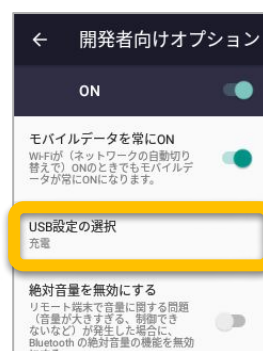 ← 開発者向けオプション
ON
モバイルデータを常にON
Wi-Fiが（ネットワークの自動切り
替えで）ONのときでもモバイルデ
ータが常にONになります。
USB設定の選択
充電
絶対音量を無効にする
リモート端末で音量に関する問題
（音量が大きすぎる、制御でき
ないなど）が発生した場合に、
Bluetooth の絶対音量の機能を無効
にする